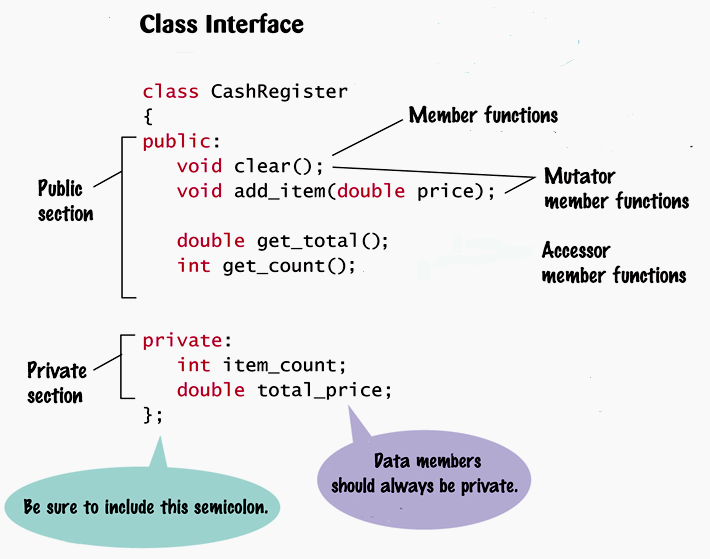 Class Interface
class CashRegister
{
Member functions
public:
void clear();
void add_item(double price);
Mutator
member functions
Public
section
double get_total();
int get_count();
Accessor
member functions
private:
int item_count;
double total_price;
};
Private
section
Be sure to include this semicolon.
Data members
should always be private.